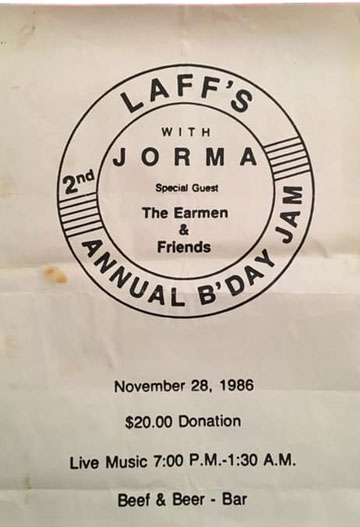 LAFF'S
WITH
JORMA
Special Guest
The Earmen
&
Friends
2nd
ANNUAL B'DAY JAM
November 28, 1986
$20.00 Donation
Live Music 7:00 P.M.-1:30 A.M.
Beef & Beer - Bar